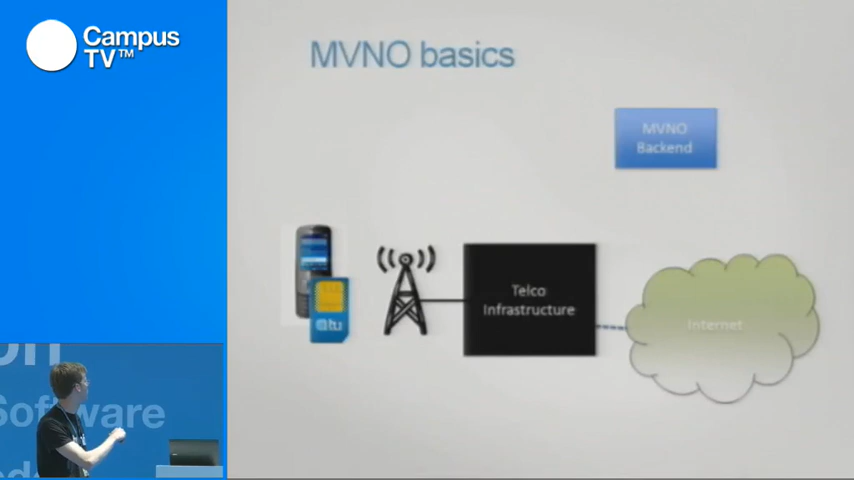 Campus
TV™
MVNO basics
MVNO
Backend
Telco
Infrastructure
Internet
Software